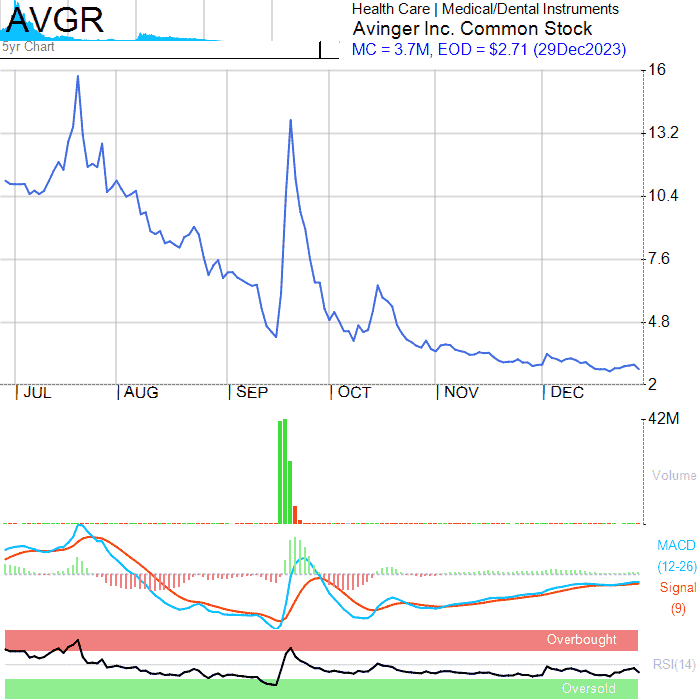 AVGR
Health Care | Medical/Dental Instruments
Avinger Inc. Common Stock
5yr Chart
MC = 3.7M, EOD = $2.71 (29Dec2023)
16
13.2
10.4
7.6
4.8
2
JUL AUG SEP OCT NOV DEC
42M
Volume
MACD
(12-26)
Signal
(9)
Overbought
RSI(14)
Oversold